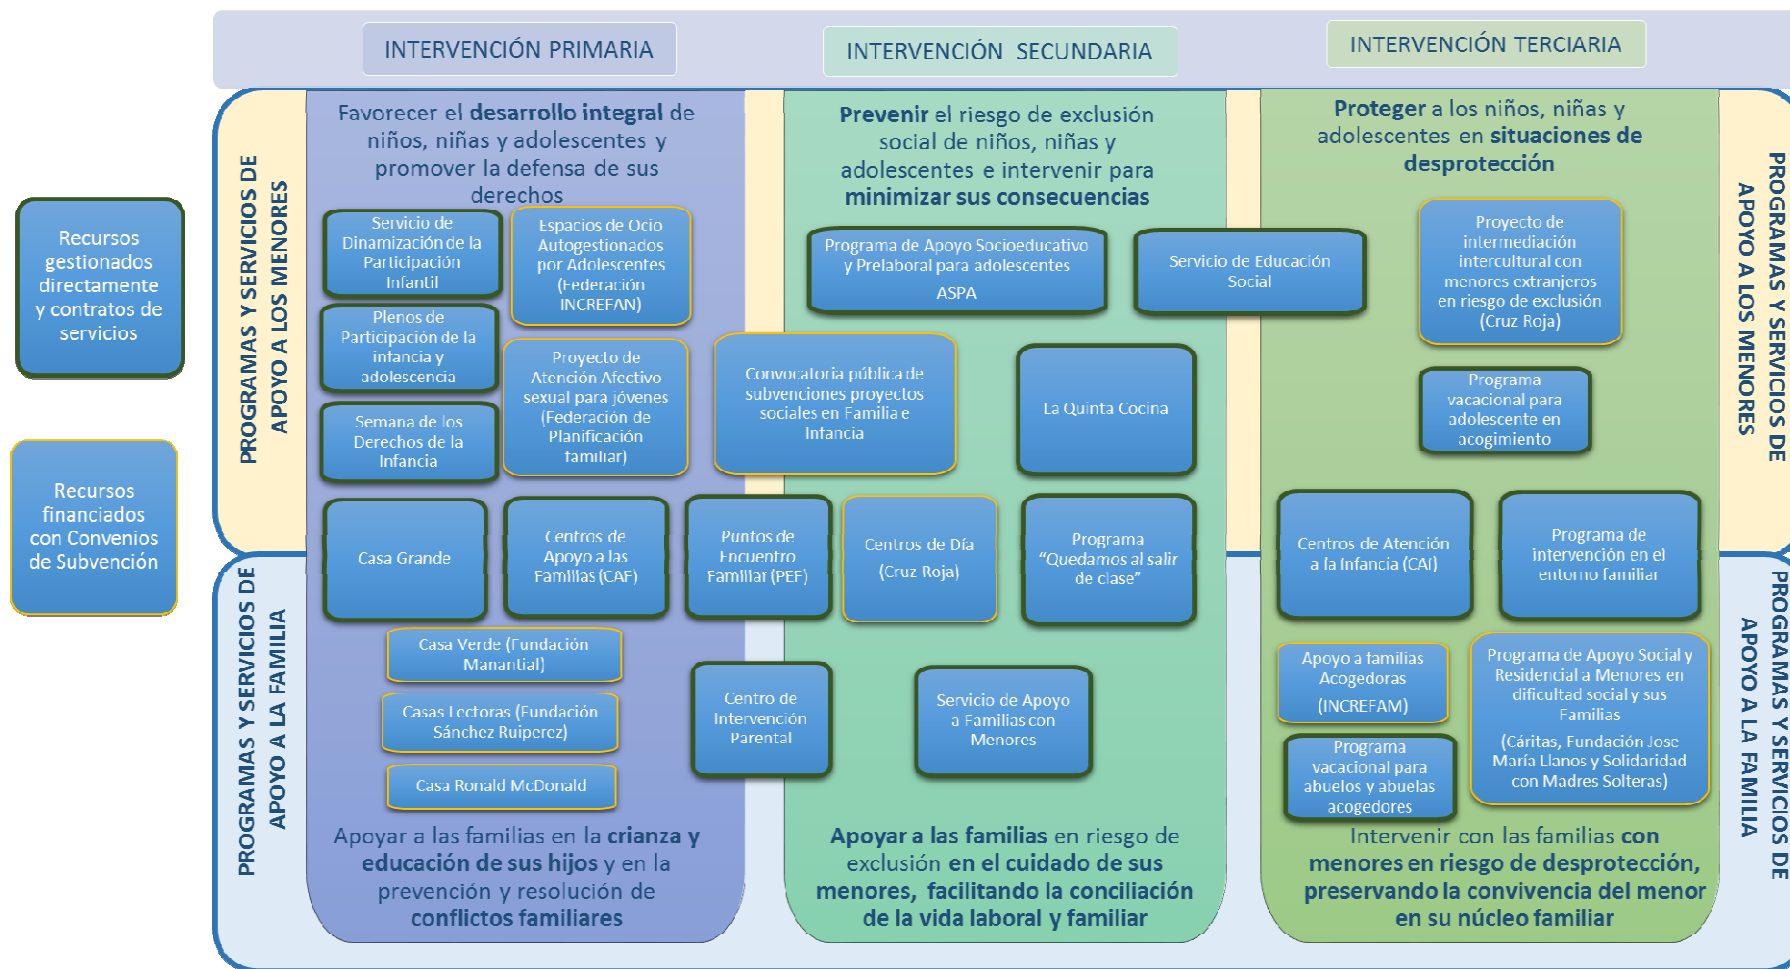 INTERVENCIÓN PRIMARIA
INTERVENCIÓN SECUNDARIA
INTERVENCIÓN TERCIARIA
Recursos
gestionados
directamente
y contratos de
servicios
Recursos
financiados
con Convenios
de Subvención
PROGRAMAS Y SERVICIOS DE
APOYO A LOS MENORES
PROGRAMAS Y SERVICIOS DE
APOYO A LA FAMILIA
Favorecer el desarrollo integral de
niños, niñas y adolescentes y
promover la defensa de sus
derechos
Servicio de
Dinamización de la
Participación
Infantil
Espacios de Ocio
Autogestionados
por Adolescentes
(Federación
INCREFAN)
Plenos de
Participación de la
infancia y
adolescencia
Proyecto de
Atención Afectivo
sexual para jóvenes
(Federación de
Planificación
familiar)
Semana de los
Derechos de la
Infancia
Casa Grande
Centros de
Apoyo a las
Familias (CAF)
Puntos de
Encuentro
Familiar (PEF)
Casa Verde (Fundación
Manantial)
Casas Lectoras (Fundación
Sánchez Ruiperez)
Casa Ronald McDonald
Apoyar a las familias en la crianza y
educación de sus hijos y en la
prevención y resolución de
conflictos familiares
Prevenir el riesgo de exclusión
social de niños, niñas y
adolescentes e intervenir para
minimizar sus consecuencias
Programa de Apoyo Socioeducativo
y Prelaboral para adolescentes
ASPA
Servicio de Educación
Social
Convocatoria pública de
subvenciones proyectos
sociales en Familia e
Infancia
La Quinta Cocina
Centros de Día
(Cruz Roja)
Programa
“Quedamos al salir
de clase”
Centro de
Intervención
Parental
Servicio de Apoyo
a Familias con
Menores
Apoyar a las familias en riesgo de
exclusión en el cuidado de sus
menores, facilitando la conciliación
de la vida laboral y familiar
Proteger a los niños, niñas y
adolescentes en situaciones de
desprotección
Proyecto de
intermediación
intercultural con
menores extranjeros
en riesgo de exclusión
(Cruz Roja)
Programa
vacacional para
adolescente en
acogimiento
Centros de Atención
a la Infancia (CAI)
Programa de
intervención en el
entorno familiar
Apoyo a familias
Acogedoras
(INCREFAM)
Programa de Apoyo Social y
Residencial a Menores en
dificultad social y sus
Familias
(Cáritas, Fundación Jose
María Llanos y Solidaridad
con Madres Solteras)
Programa
vacacional para
abuelos y abuelas
acogedores
Intervenir con las familias con
menores en riesgo de desprotección,
preservando la convivencia del menor
en su núcleo familiar
PROGRAMAS Y SERVICIOS DE
APOYO A LOS MENORES
PROGRAMAS Y SERVICIOS DE
APOYO A LA FAMILIA